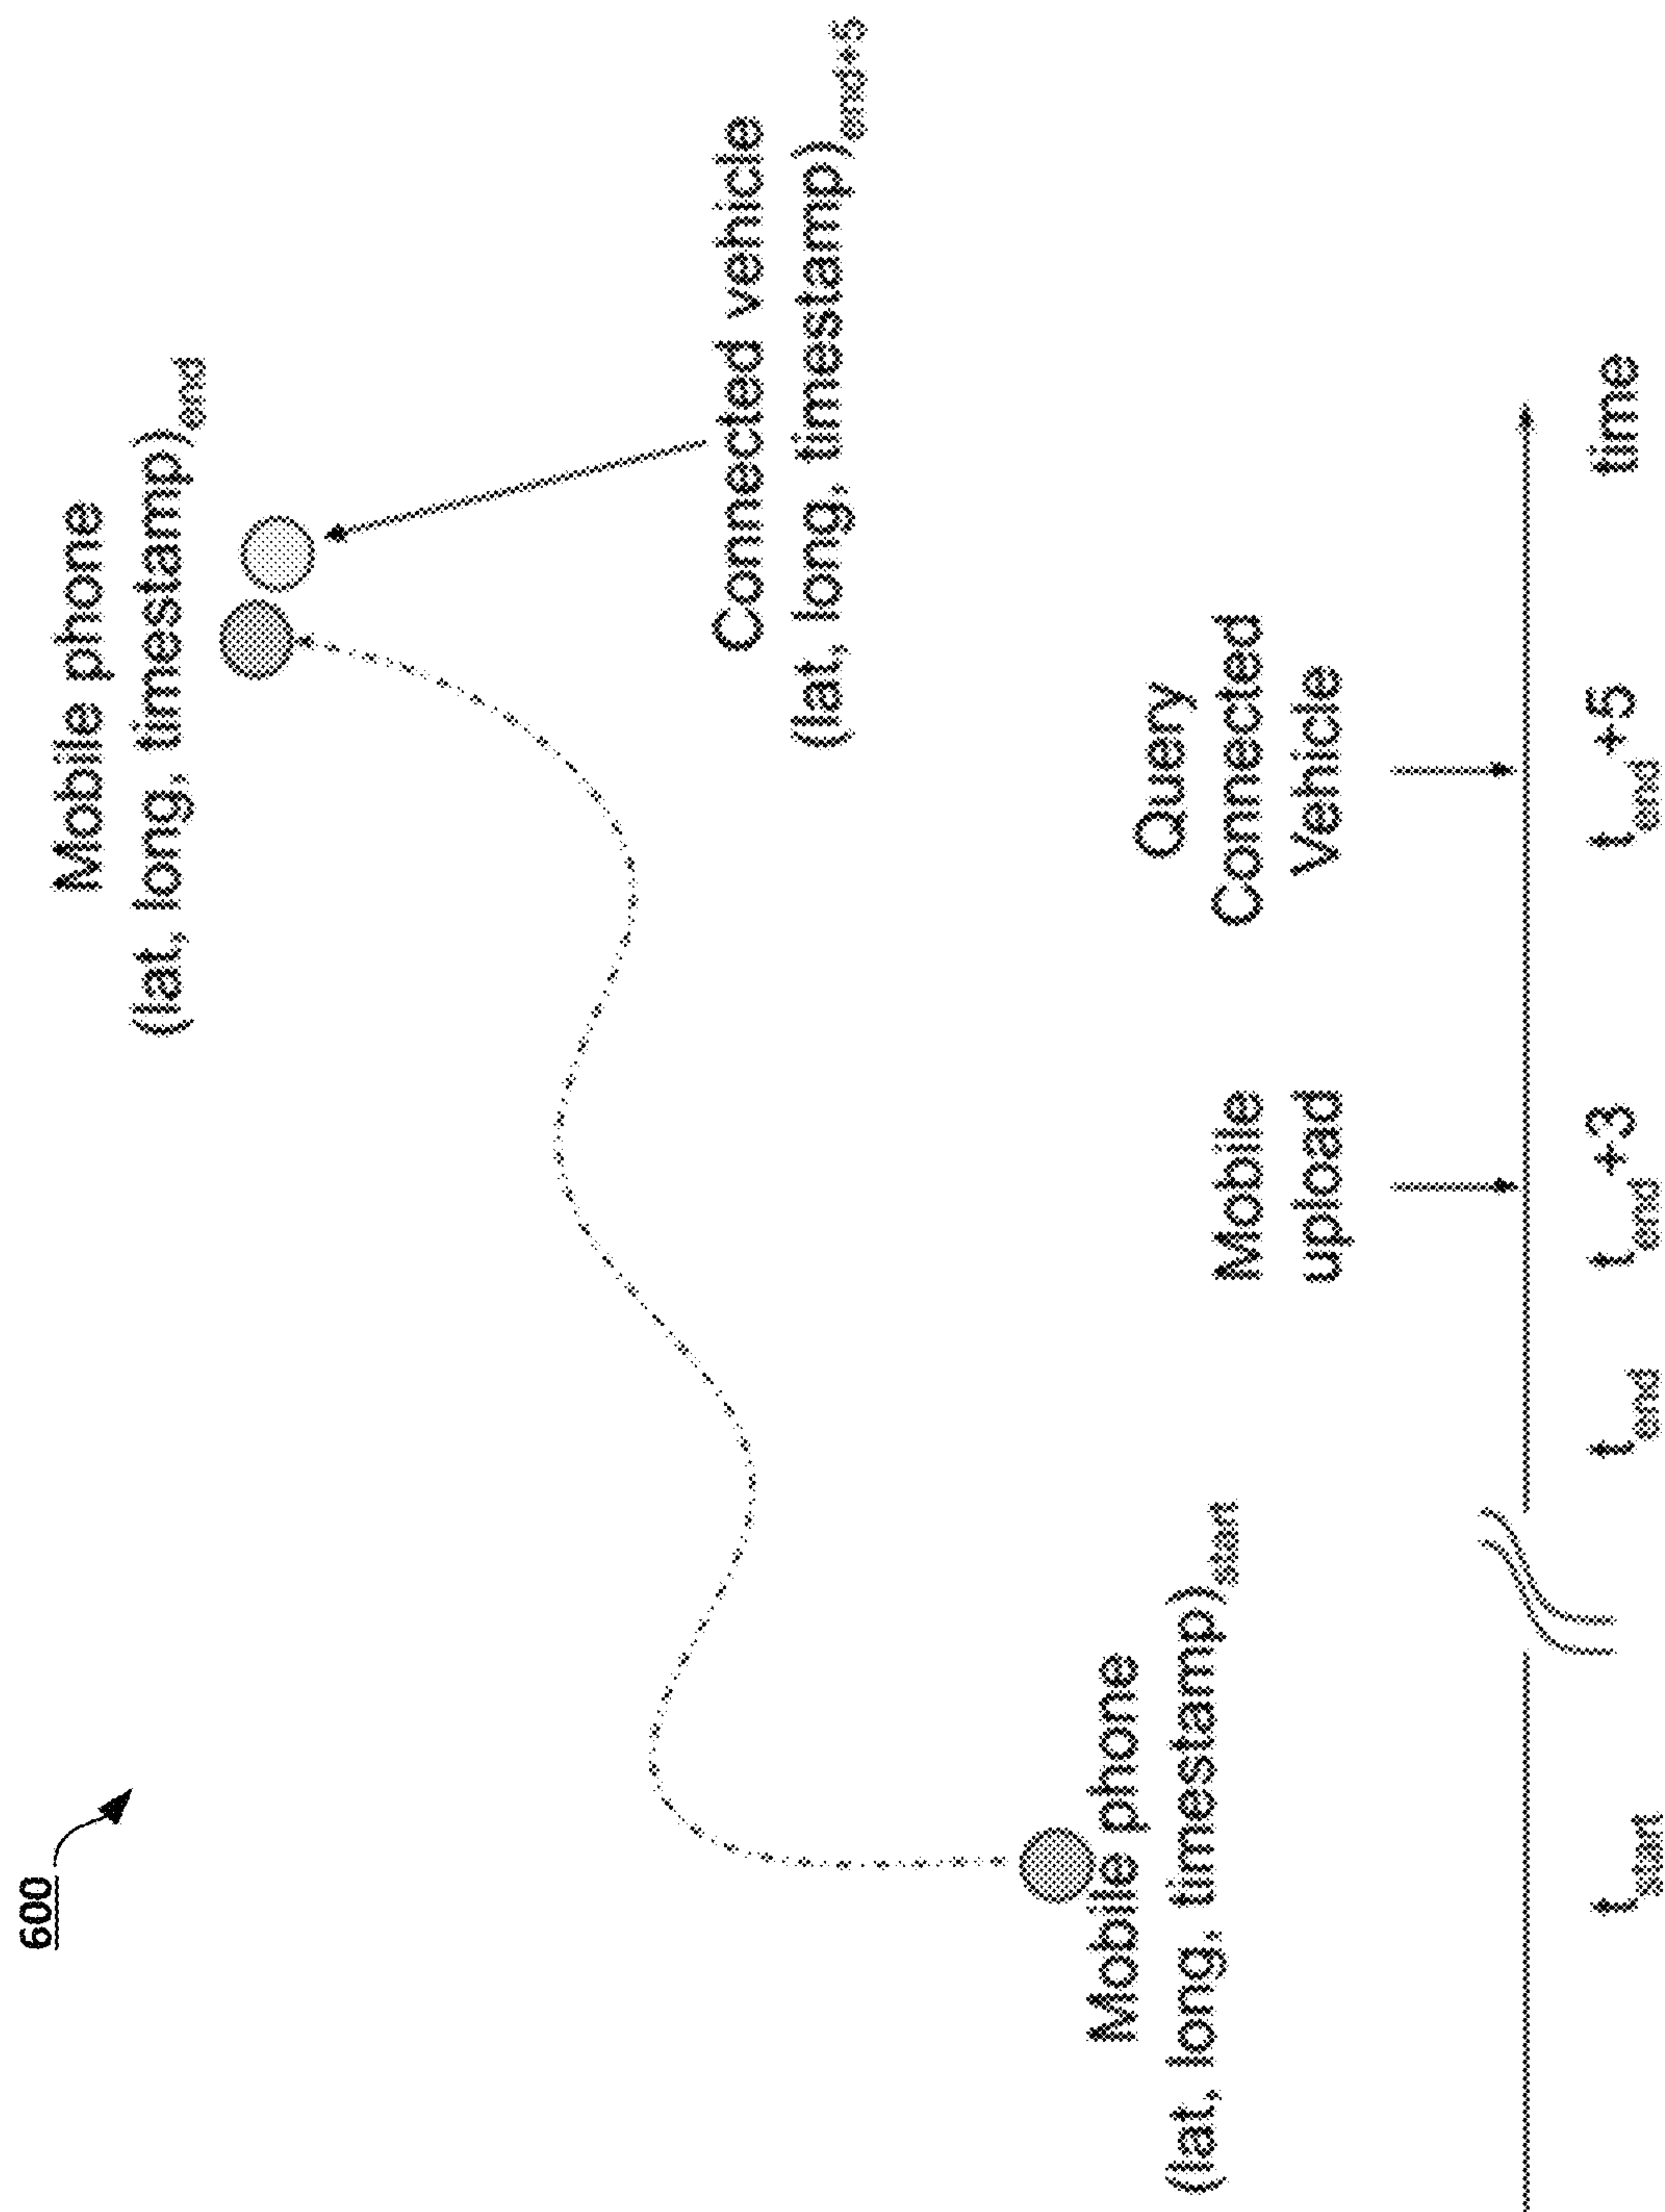 600
Mobile phone
(lat, long, timestamp)end
Connected vehicle
(lat, long, timestamp)end+5
Mobile phone
(lat, long, timestamp)start
Mobile
upload
Query
Connected
Vehicle
tstart
tend
tend+3
tend+5
time